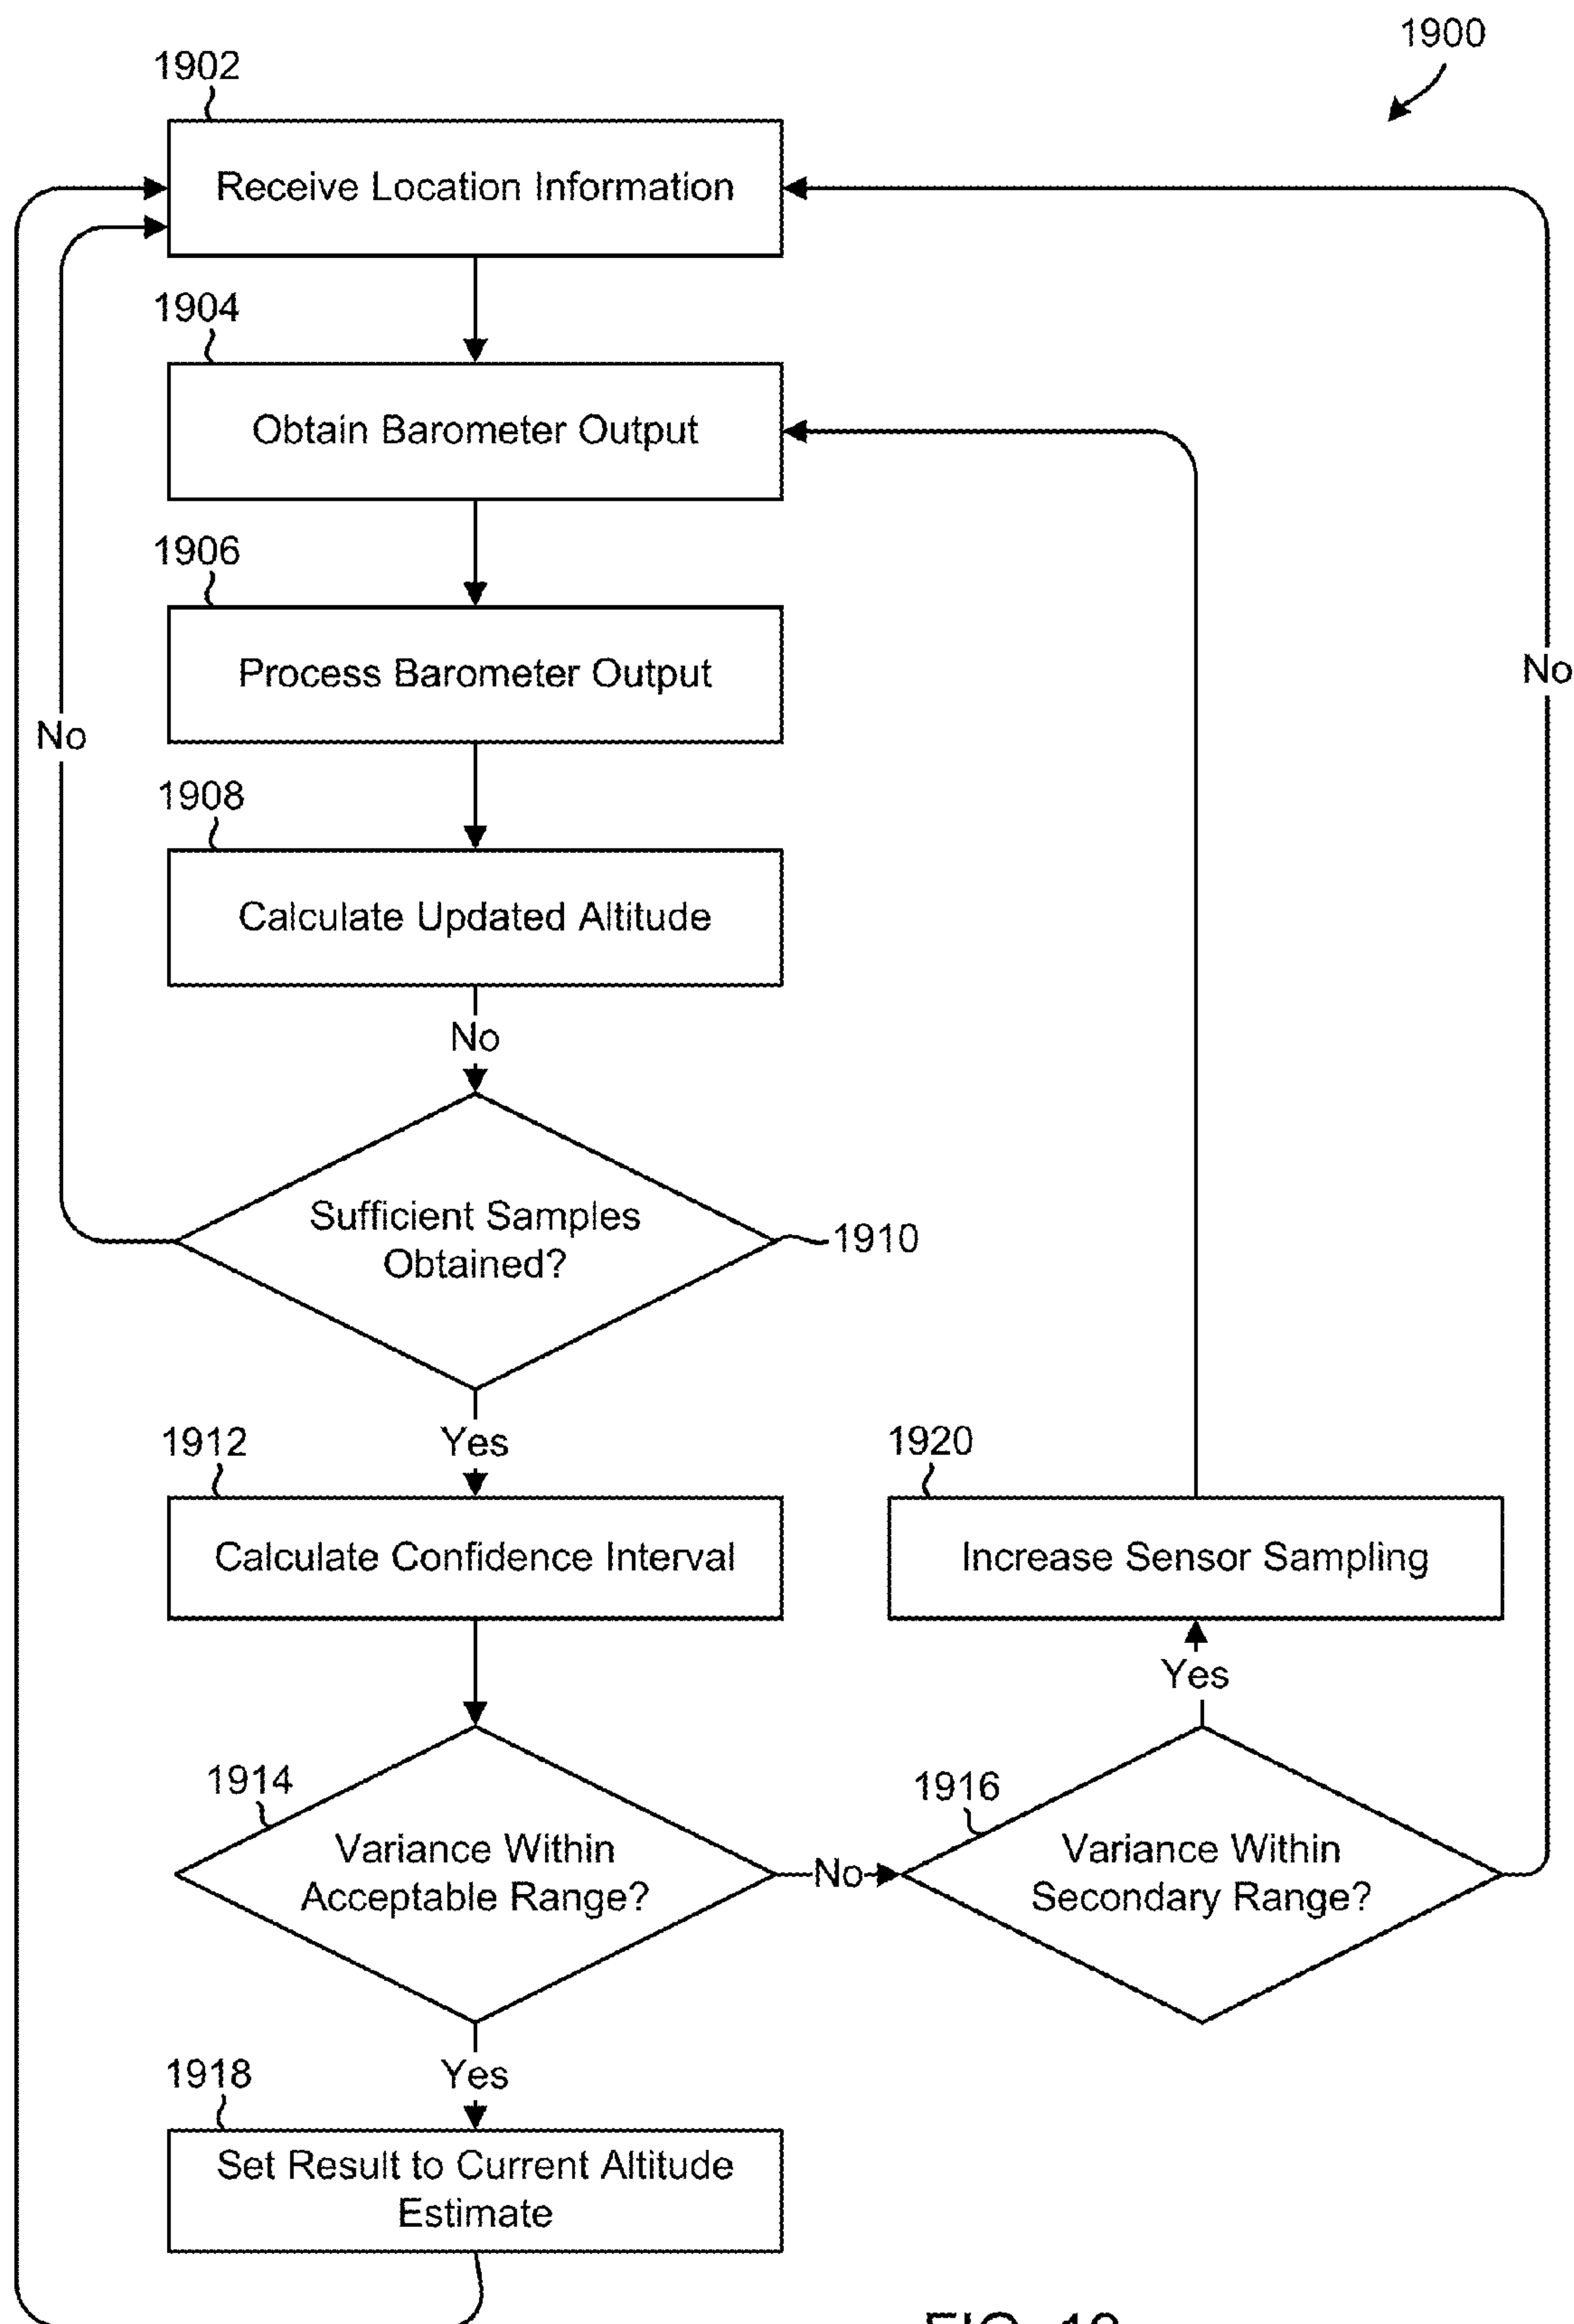 1900
1902
Receive Location Information
1904
Obtain Barometer Output
1906
Process Barometer Output
No
No
1908
Calculate Updated Altitude
No
Sufficient Samples
Obtained?
1910
Yes
1912
Calculate Confidence Interval
1920
Increase Sensor Sampling
Yes
1914
Variance Within
Acceptable Range?
No
1916
Variance Within
Secondary Range?
Yes
1918
Set Result to Current Altitude
Estimate